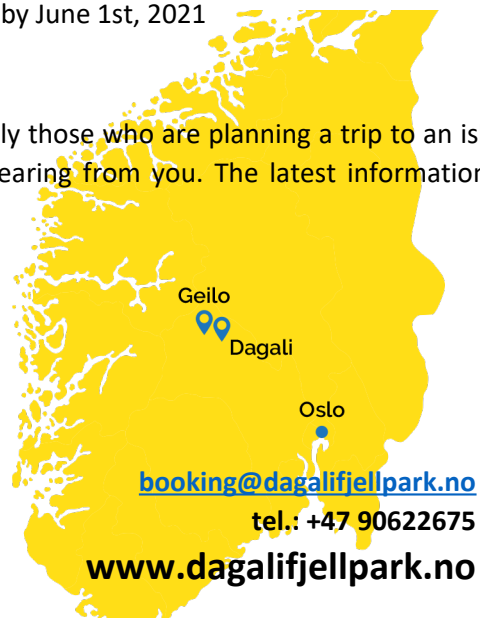 by June 1st, 2021
ly those who are planning a trip to an is
earing from you. The latest information
Geilo
Dagali
Oslo
booking@dagalifjellpark.no
tel.: +47 90622675
www.dagalifjellpark.no